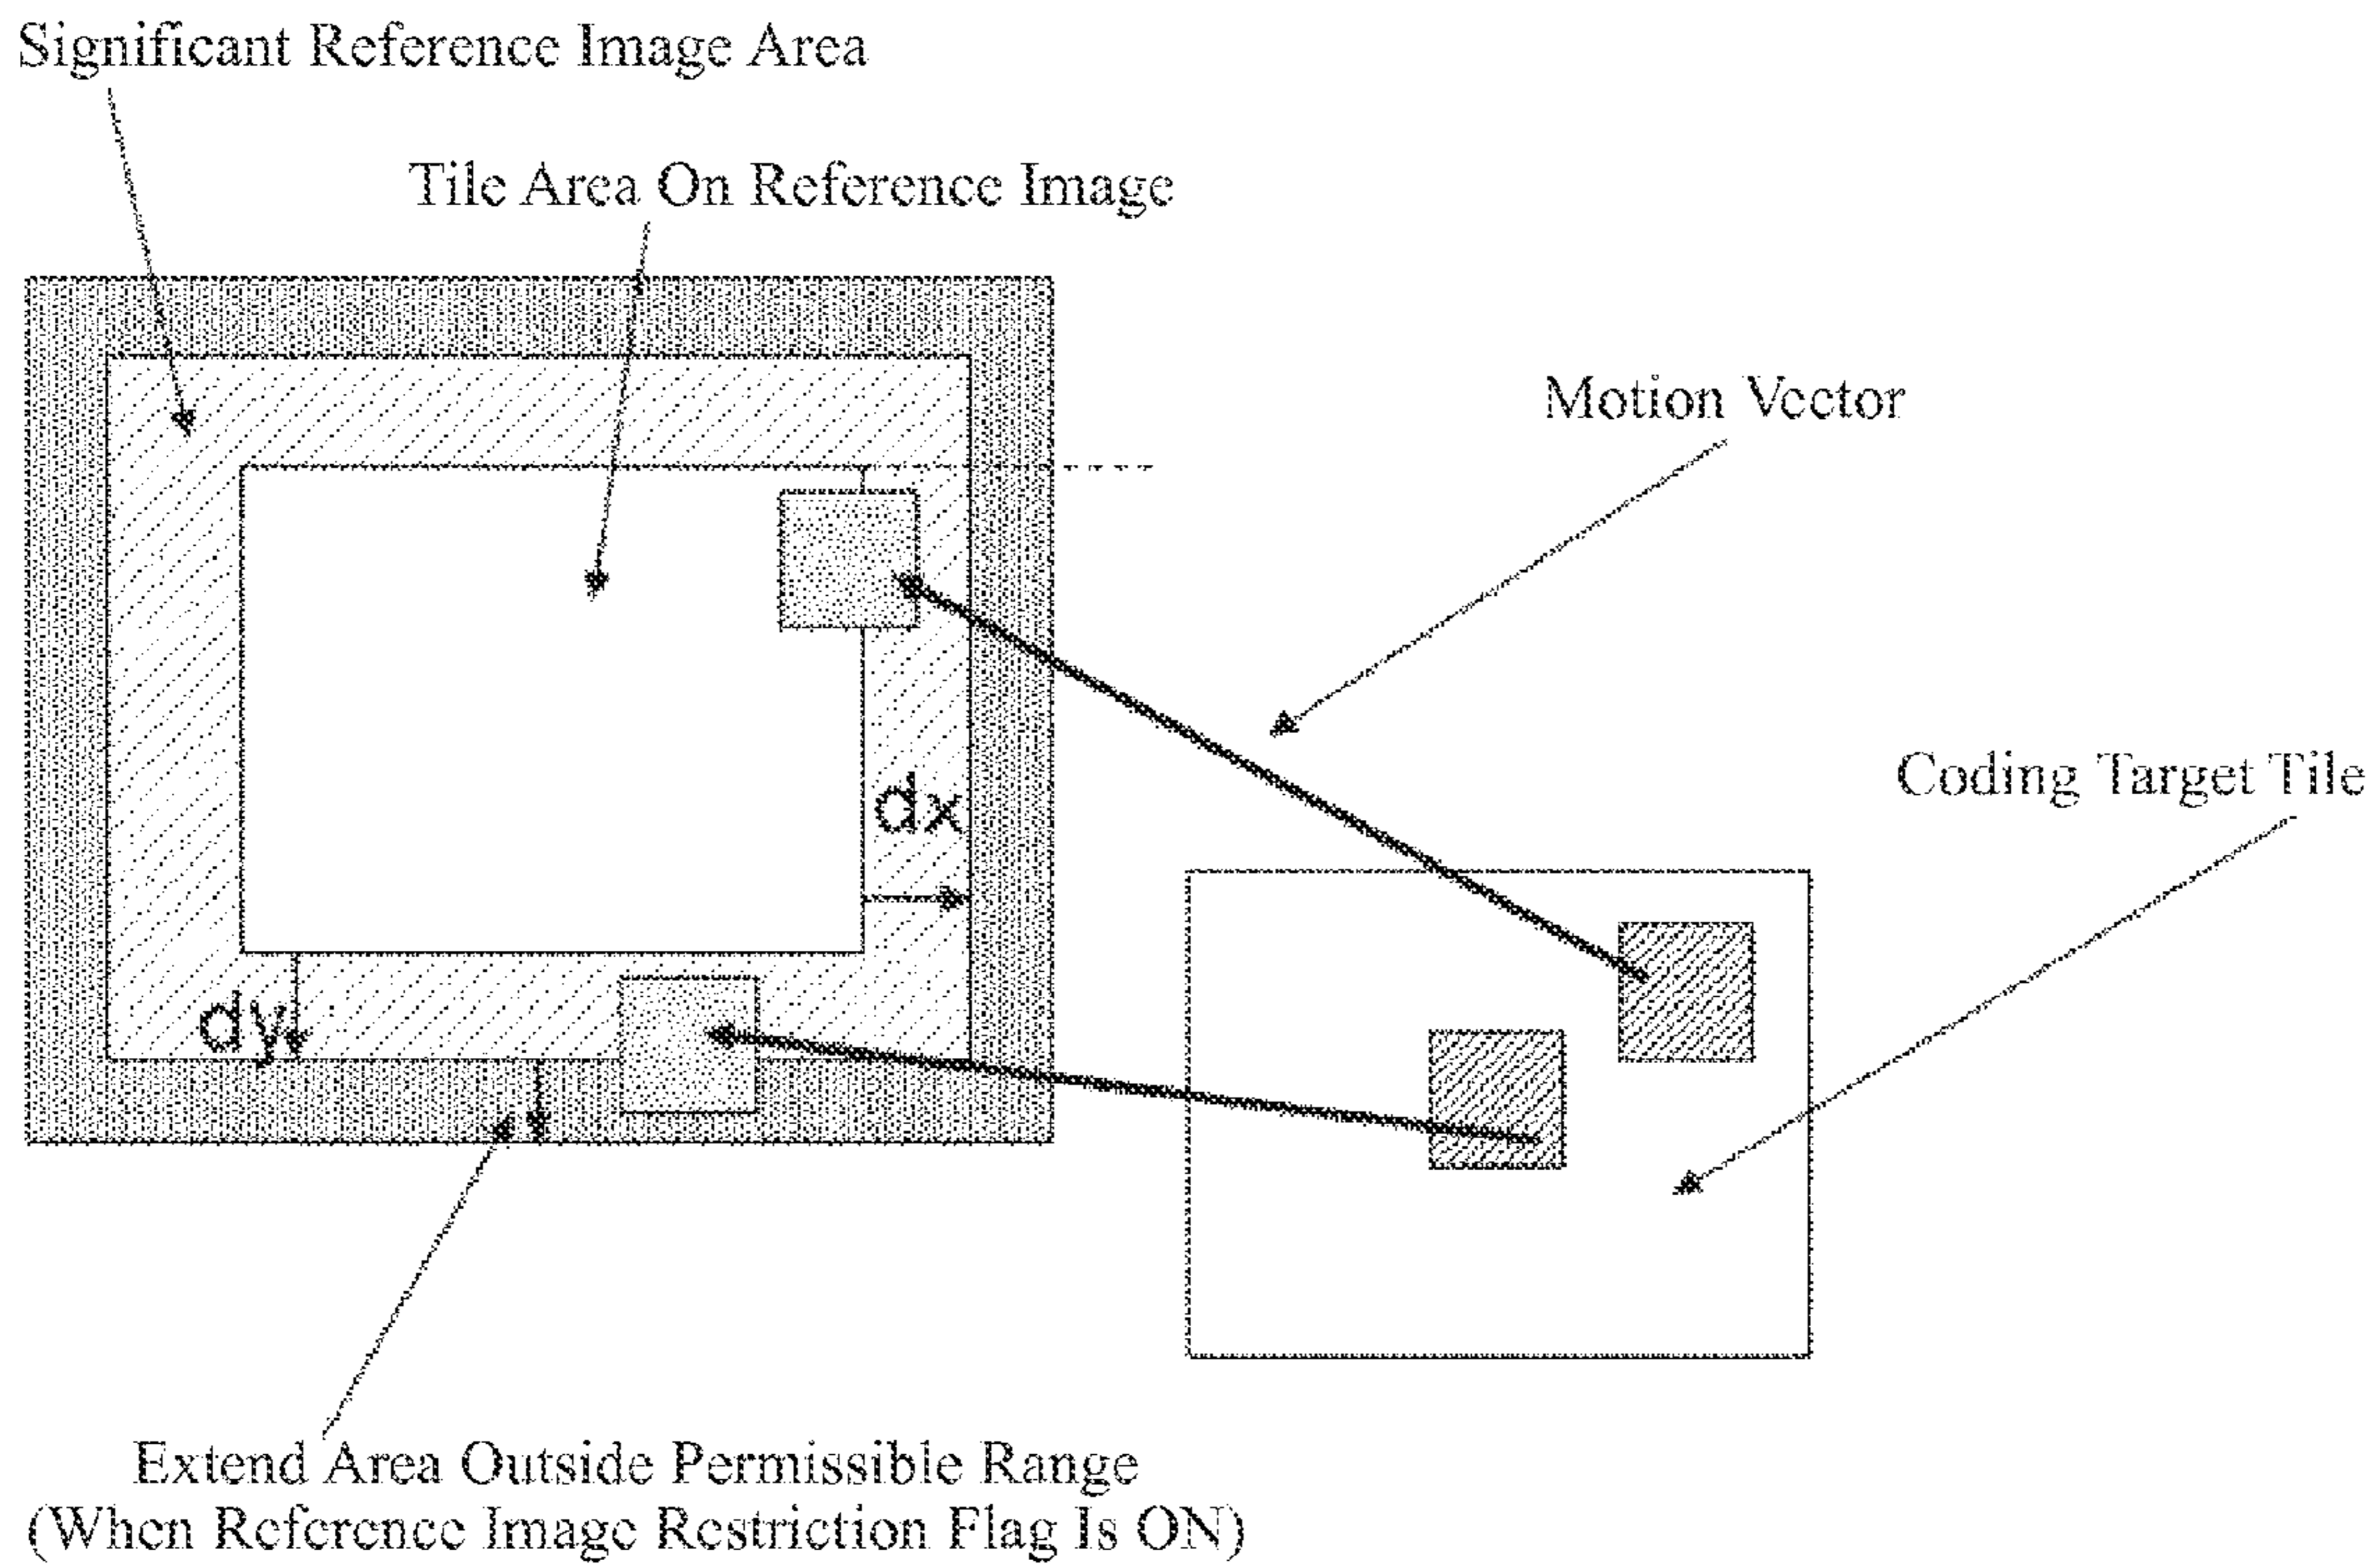 Significant Reference Image Area
Tile Area On Reference Image
Motion Vector
Coding Target Tile
dx
dy
Extend Area Outside Permissible Range
(When Reference Image Restriction Flag Is ON)